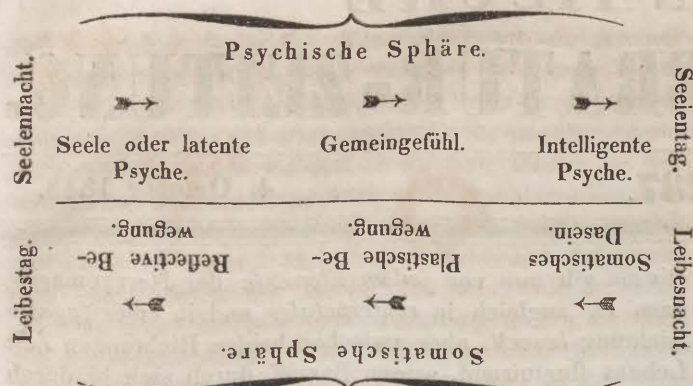 Psychische Sphäre.
Seelennacht.
Seelentag.
Seele oder latente
Psyche.
Gemeingefühl.
Intelligente
Psyche.
Leibestag.
Leibesnacht.
Somatische Sphäre.
Somatisches
Dasein.
Plastische Be-
wegung.
Reflective Be-
wegung.